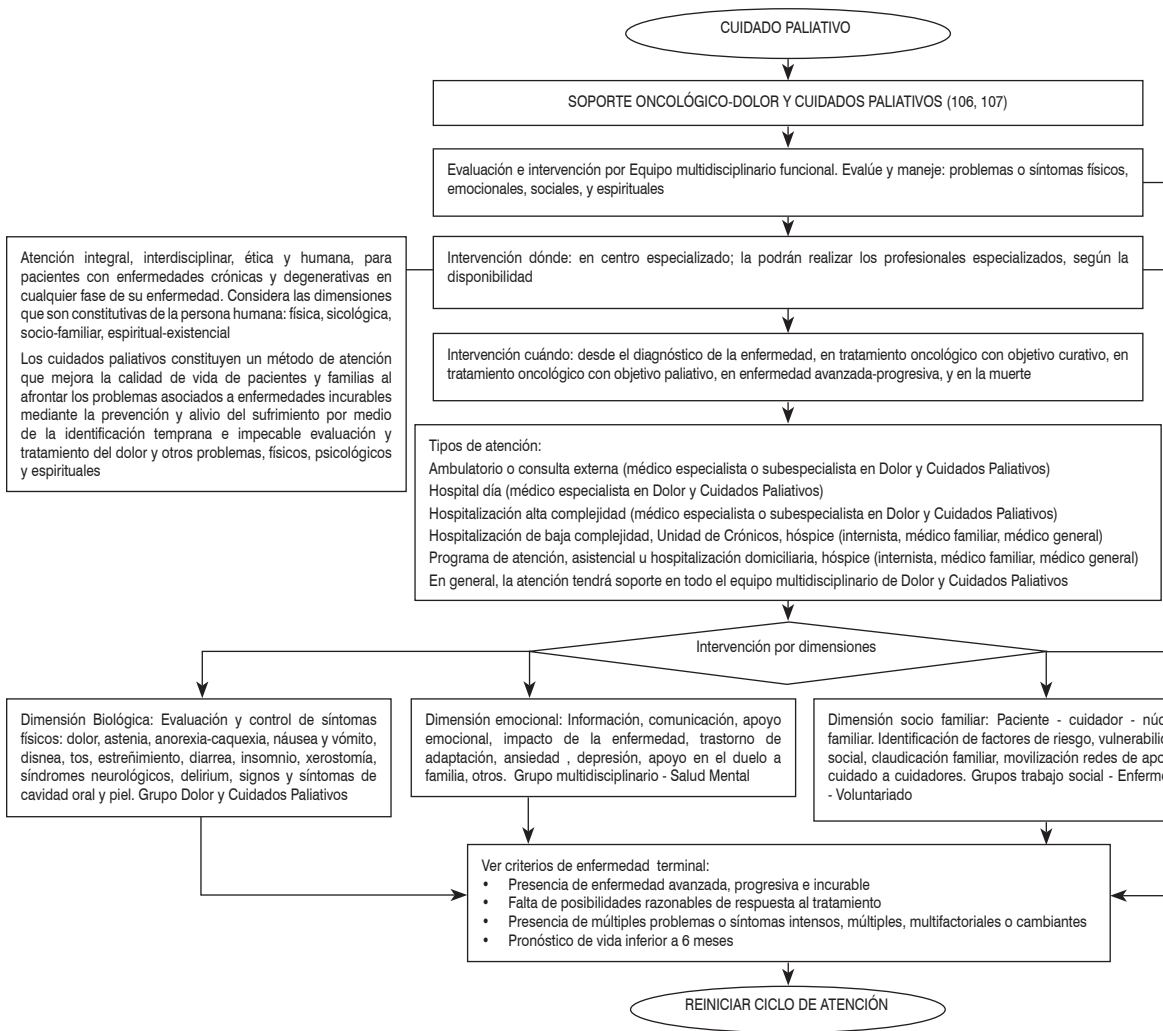 CUIDADO PALIATIVO
SOPORTE ONCOLÓGICO-DOLOR Y CUIDADOS PALIATIVOS (106, 107)
Evaluación e intervención por Equipo multidisciplinario funcional. Evalúe y maneje: problemas o síntomas físicos,
emocionales, sociales, y espirituales
Atención integral, interdisciplinar, ética y humana, para
pacientes con enfermedades crónicas y degenerativas en
cualquier fase de su enfermedad. Considera las dimensiones
que son constitutivas de la persona humana: física, sicológica,
socio-familiar, espiritual-existencial
Los cuidados paliativos constituyen un método de atención
que mejora la calidad de vida de pacientes y familias al
afrontar los problemas asociados a enfermedades incurables
mediante la prevención y alivio del sufrimiento por medio
de la identificación temprana e impecable evaluación y
tratamiento del dolor y otros problemas, físicos, psicológicos
y espirituales
Intervención dónde: en centro especializado; la podrán realizar los profesionales especializados, según la
disponibilidad
Intervención cuándo: desde el diagnóstico de la enfermedad, en tratamiento oncológico con objetivo curativo, en
tratamiento oncológico con objetivo paliativo, en enfermedad avanzada-progresiva, y en la muerte
Tipos de atención:
Ambulatorio o consulta externa (médico especialista o subespecialista en Dolor y Cuidados Paliativos)
Hospital día (médico especialista en Dolor y Cuidados Paliativos)
Hospitalización alta complejidad (médico especialista o subespecialista en Dolor y Cuidados Paliativos)
Hospitalización de baja complejidad, Unidad de Crónicos, hóspice (internista, médico familiar, médico general)
Programa de atención, asistencial u hospitalización domiciliaria, hóspice (internista, médico familiar, médico general)
En general, la atención tendrá soporte en todo el equipo multidisciplinario de Dolor y Cuidados Paliativos
Intervención por dimensiones
Dimensión Biológica: Evaluación y control de síntomas
físicos: dolor, astenia, anorexia-caquexia, náusea y vómito,
disnea, tos, estreñimiento, diarrea, insomnio, xerostomía,
síndromes neurológicos, delirium, signos y síntomas de
cavidad oral y piel. Grupo Dolor y Cuidados Paliativos
Dimensión emocional: Información, comunicación, apoyo
emocional, impacto de la enfermedad, trastorno de
adaptación, ansiedad , depresión, apoyo en el duelo a
familia, otros. Grupo multidisciplinario - Salud Mental
Dimensión socio familiar: Paciente - cuidador -
familiar. Identificación de factores de riesgo,
social, claudicación familiar, movilización redes de
cuidado a cuidadores. Grupos trabajo social -
- Voluntariado
Ver criterios de enfermedad terminal:
• Presencia de enfermedad avanzada, progresiva e incurable
• Falta de posibilidades razonables de respuesta al tratamiento
• Presencia de múltiples problemas o síntomas intensos, múltiples, multifactoriales o cambiantes
• Pronóstico de vida inferior a 6 meses
REINICIAR CICLO DE ATENCIÓN